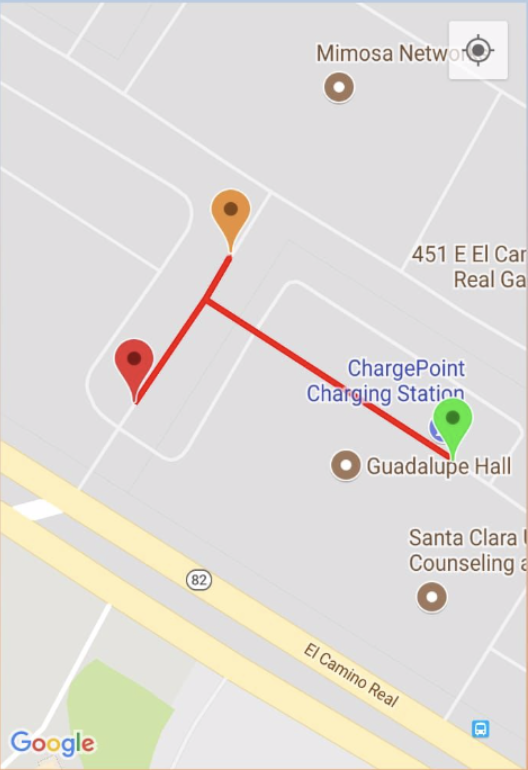 Mimosa Netwo
451 E El Car
Real Ga
ChargePoint
Charging Station
Guadalupe Hall
Santa Clara U
Counseling a
82
El Camino Real
Google